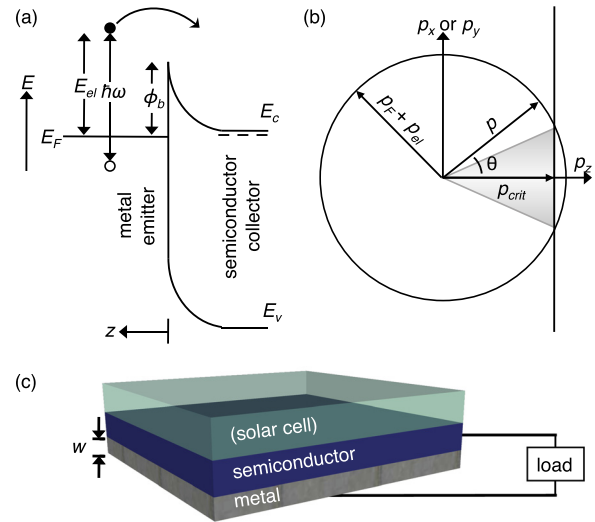 (a)
E
E_el
ħω
ϕ_b
E_c
E_F
metal
emitter
semiconductor
collector
z
E_v
(b)
p_x or p_y
p_F + p_el
p
θ
p_z
p_crit
(c)
w
(solar cell)
semiconductor
metal
load